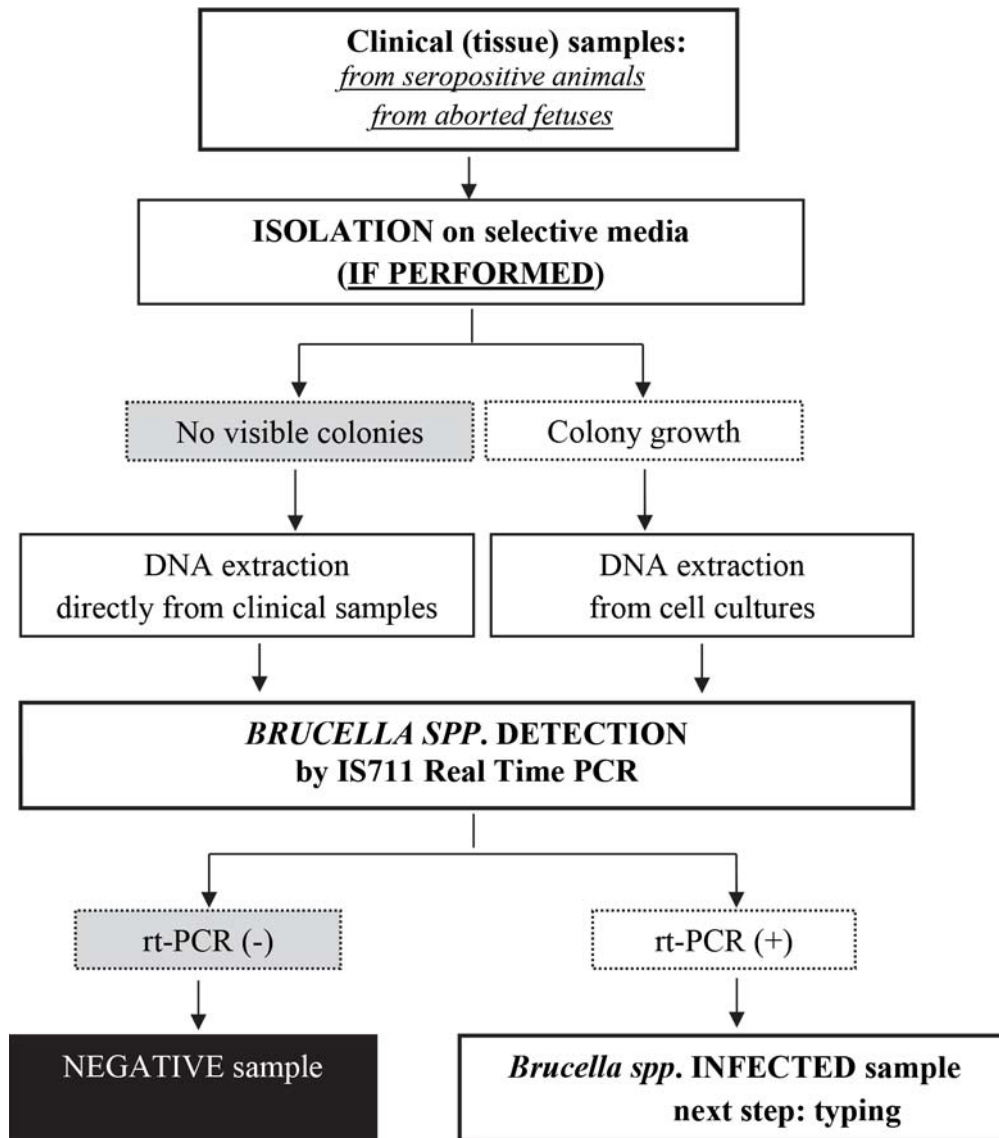 Clinical (tissue) samples:
from seropositive animals
from aborted fetuses
ISOLATION on selective media
(IF PERFORMED)
No visible colonies
Colony growth
DNA extraction
directly from clinical samples
DNA extraction
from cell cultures
BRUCELLA SPP. DETECTION
by IS711 Real Time PCR
rt-PCR (-)
rt-PCR (+)
NEGATIVE sample
Brucella spp. INFECTED sample
next step: typing